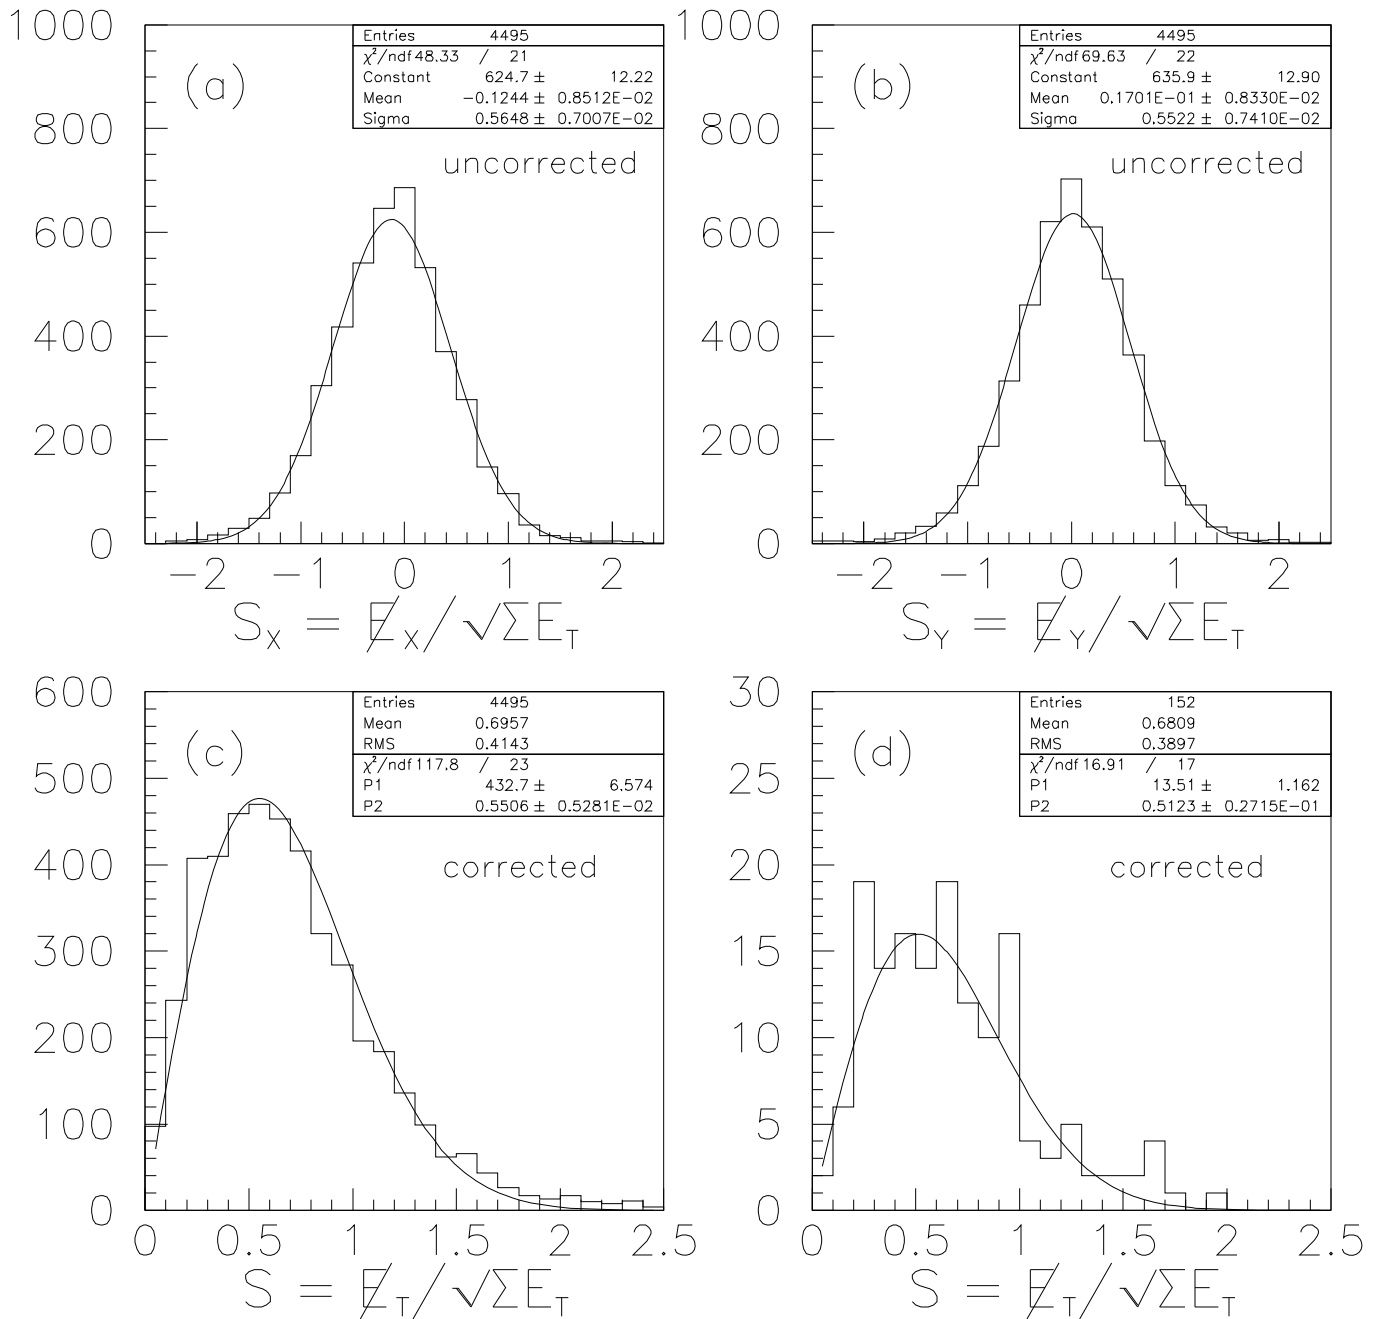 (a)
Entries 4495
χ²/ndf 48.33 / 21
Constant 624.7 ± 12.22
Mean −0.1244 ± 0.8512E−02
Sigma 0.5648 ± 0.7007E−02
uncorrected
1000
800
600
400
200
0
−2 −1 0 1 2
S_X = E̸_X/√ΣE_T
(b)
Entries 4495
χ²/ndf 69.63 / 22
Constant 635.9 ± 12.90
Mean 0.1701E−01 ± 0.8330E−02
Sigma 0.5522 ± 0.7410E−02
uncorrected
1000
800
600
400
200
0
−2 −1 0 1 2
S_Y = E̸_Y/√ΣE_T
(c)
Entries 4495
Mean 0.6957
RMS 0.4143
χ²/ndf 117.8 / 23
P1 432.7 ± 6.574
P2 0.5506 ± 0.5281E−02
corrected
600
500
400
300
200
100
0
0 0.5 1 1.5 2 2.5
S = E̸_T/√ΣE_T
(d)
Entries 152
Mean 0.6809
RMS 0.3897
χ²/ndf 16.91 / 17
P1 13.51 ± 1.162
P2 0.5123 ± 0.2715E−01
corrected
30
25
20
15
10
5
0
0 0.5 1 1.5 2 2.5
S = E̸_T/√ΣE_T